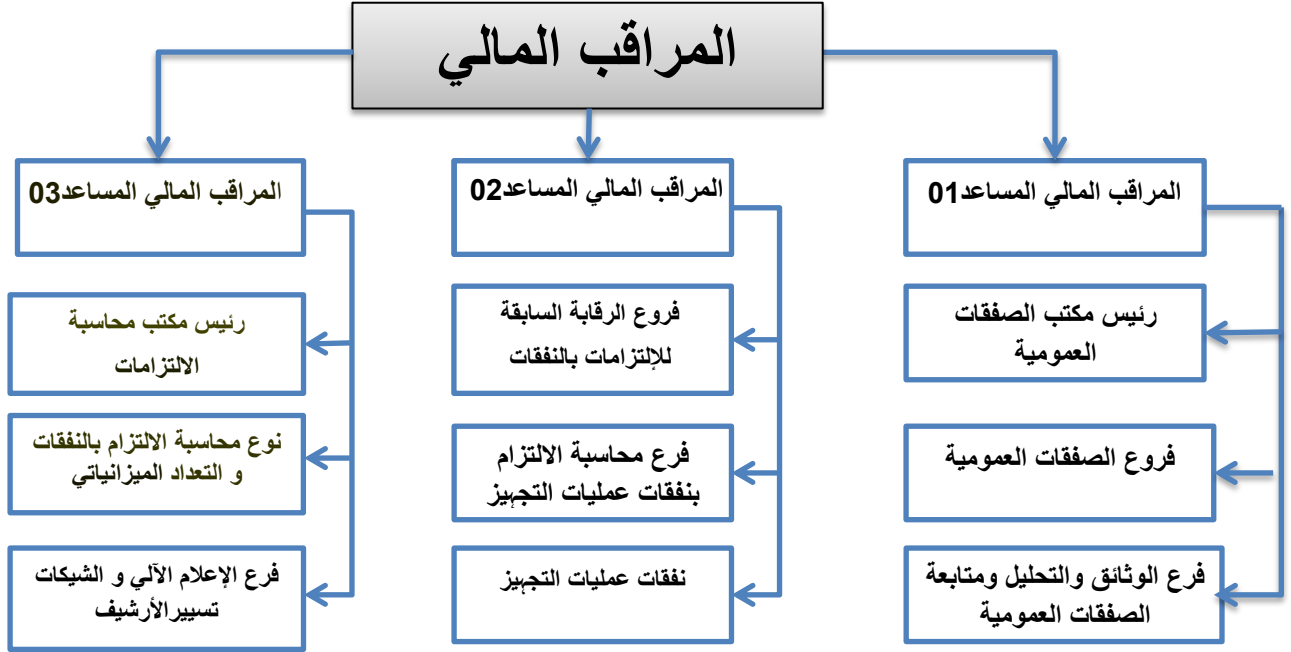 المراقب المالي
المراقب المالي المساعد01
المراقب المالي المساعد02
المراقب المالي المساعد03
رئيس مكتب الصفقات
العمومية
فروع الرقابة السابقة
للإلتزامات بالنفقات
رئيس مكتب محاسبة
الالتزامات
فروع الصفقات العمومية
فرع محاسبة الالتزام
بنفقات عمليات التجهيز
نوع محاسبة الالتزام بالنفقات
و التعداد الميزانياتي
فرع الوثائق والتحليل ومتابعة
الصفقات العمومية
نفقات عمليات التجهيز
فرع الإعلام الآلي و الشيكات
تسييرالأرشيف